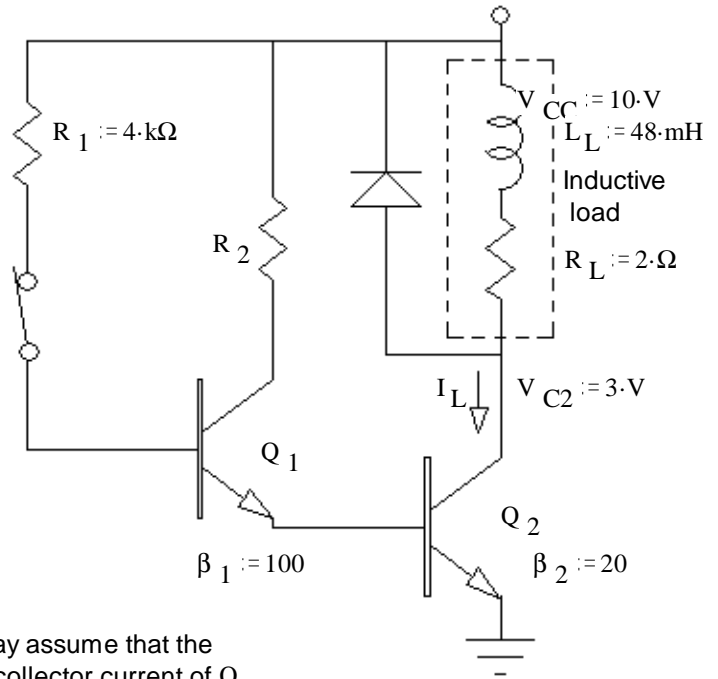 V CC := 10·V
R 1 := 4·kΩ
L L := 48·mH
Inductive
load
R 2
R L := 2·Ω
I L
V C2 := 3·V
Q 1
Q 2
β 1 := 100
β 2 := 20
ay assume that the
collector current of Q